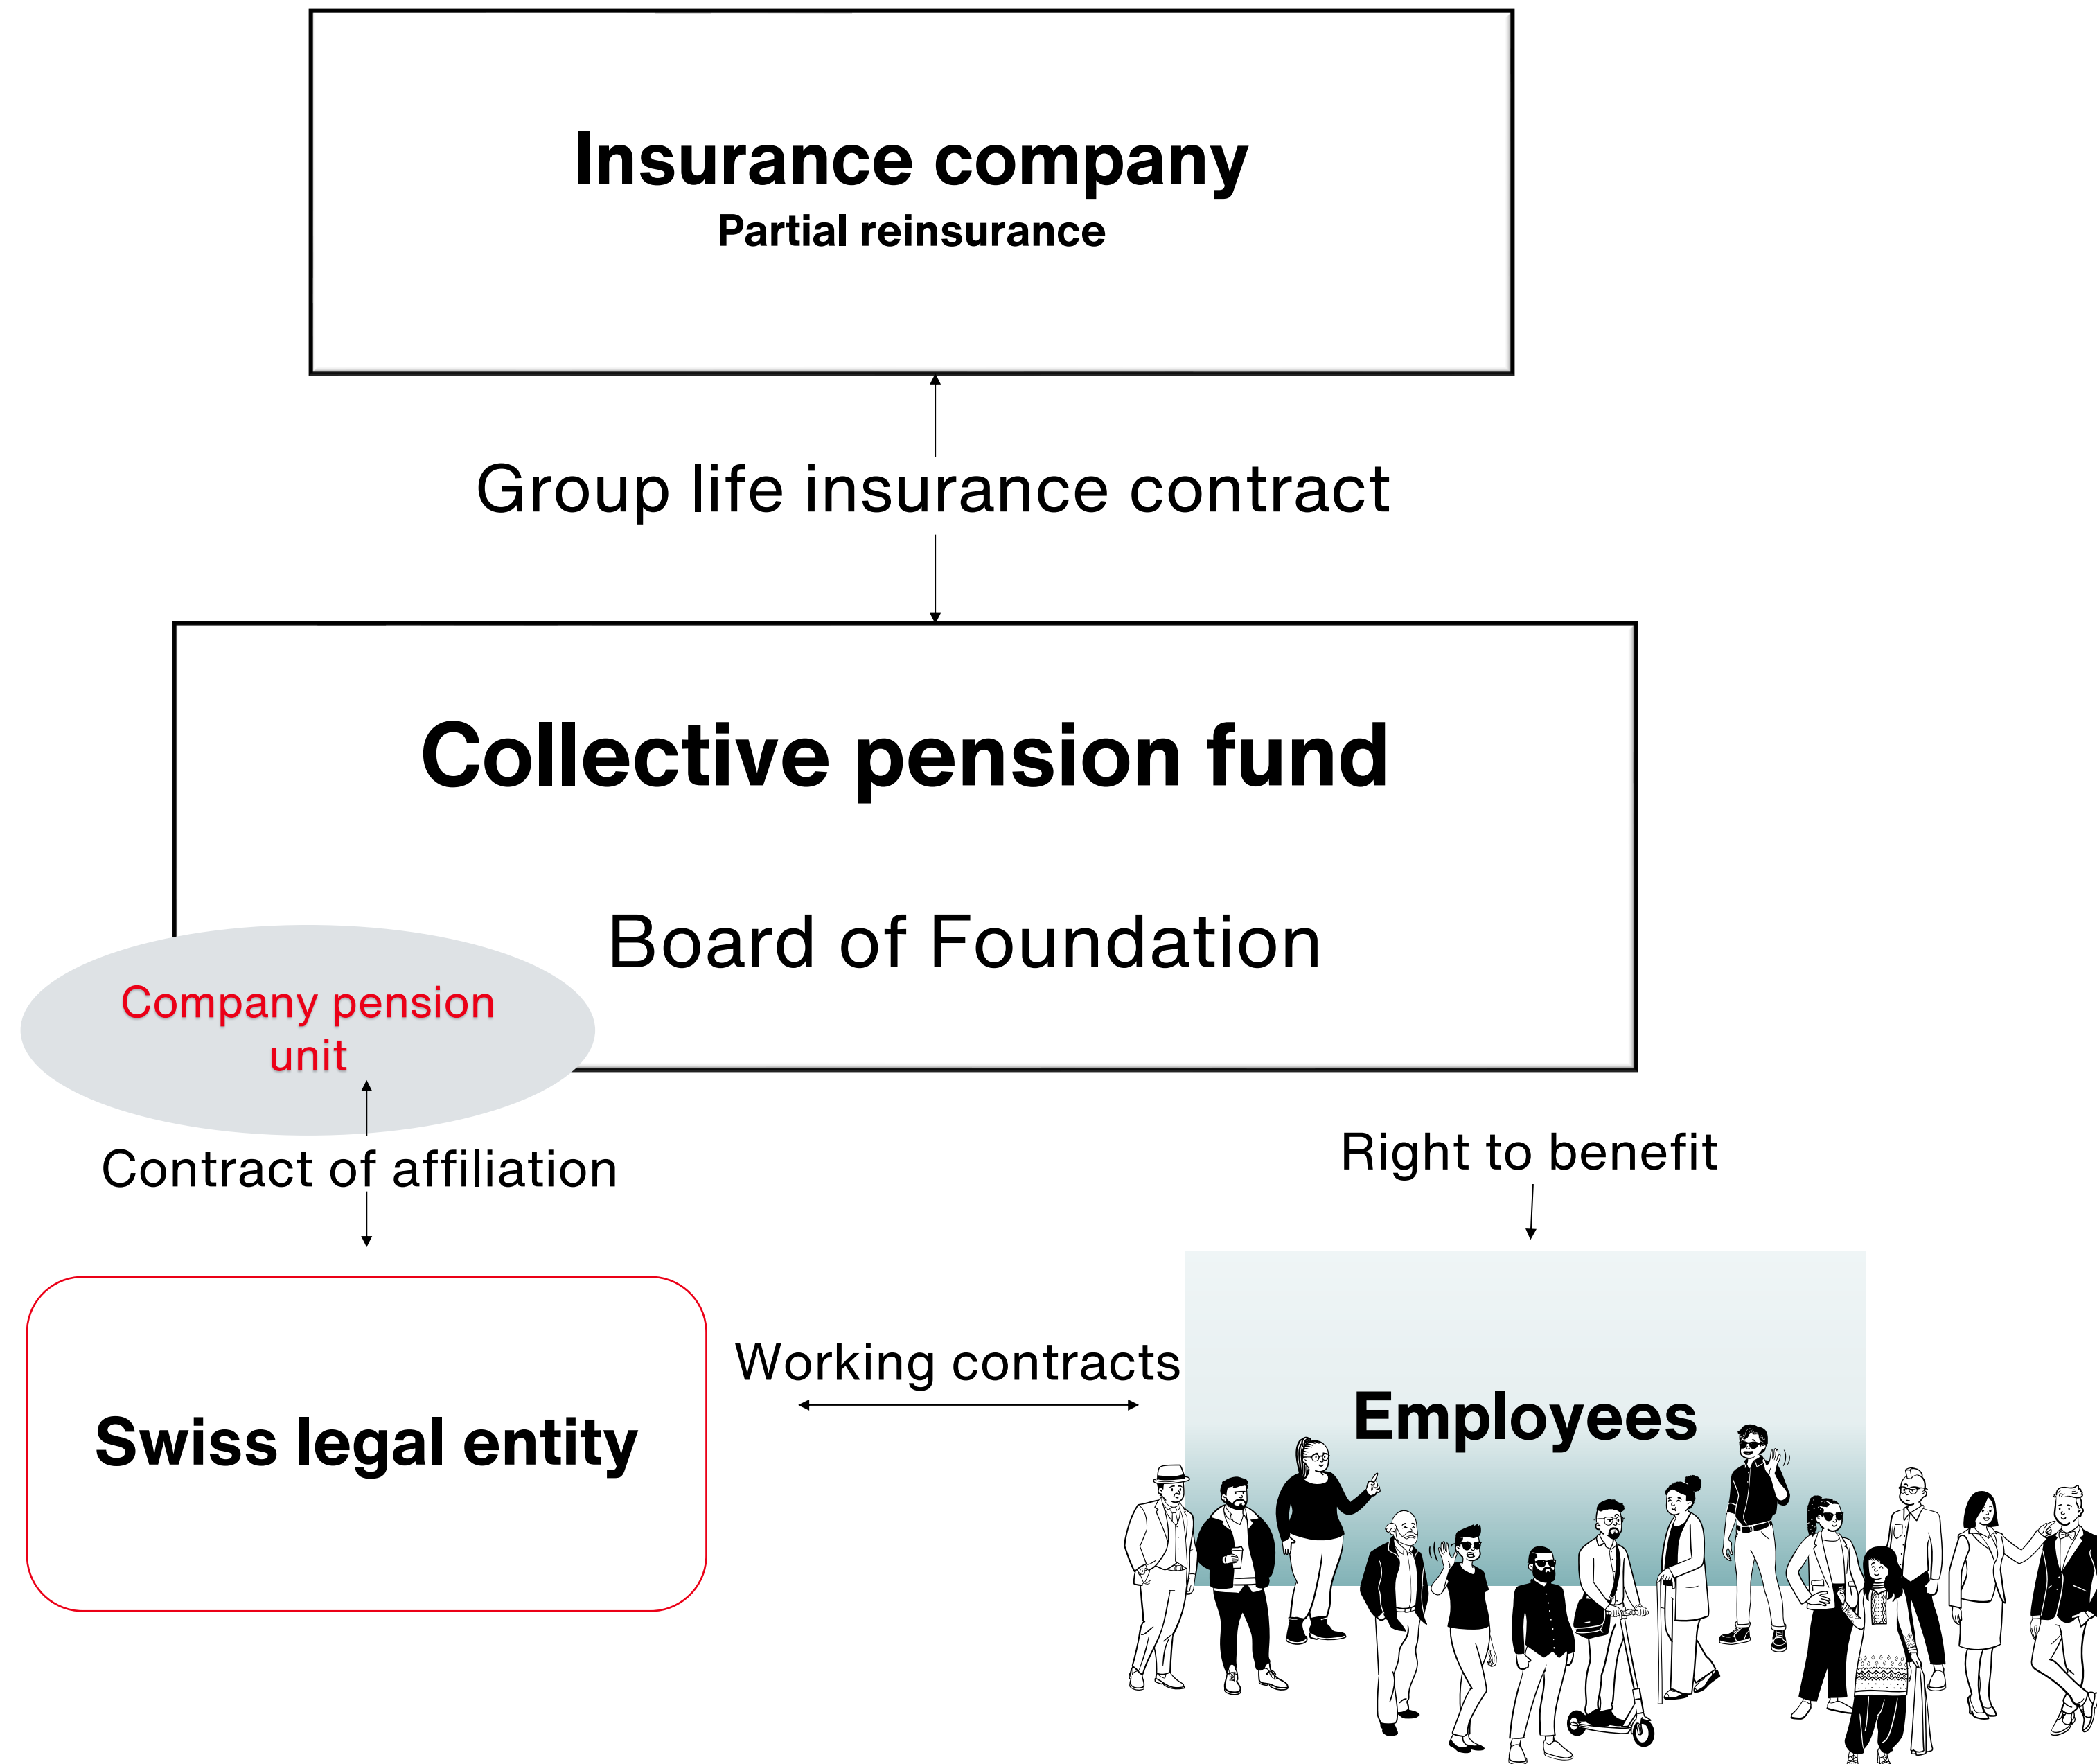 Insurance company
Partial reinsurance
Group life insurance contract
Collective pension fund
Board of Foundation
Company pension
unit
Contract of affiliation
Right to benefit
Working contracts
Swiss legal entity
Employees